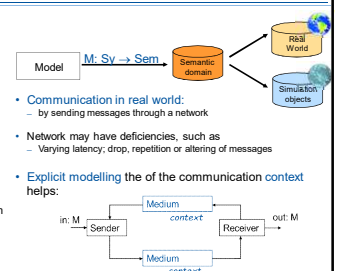 Real
World
M: Sy → Sem
Model
Semantic
domain
Simulation
objects
• Communication in real world:
– by sending messages through a network
• Network may have deficiencies, such as
– Varying latency; drop, repetition or altering of messages
• Explicit modelling the of the communication context
helps:
Medium
context
in: M
Sender
Receiver
out: M
Medium
context